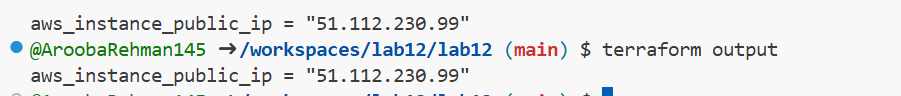 aws_instance_public_ip = "51.112.230.99"
@AroobaRehman145 ➜/workspaces/lab12/lab12 (main) $ terraform output
aws_instance_public_ip = "51.112.230.99"